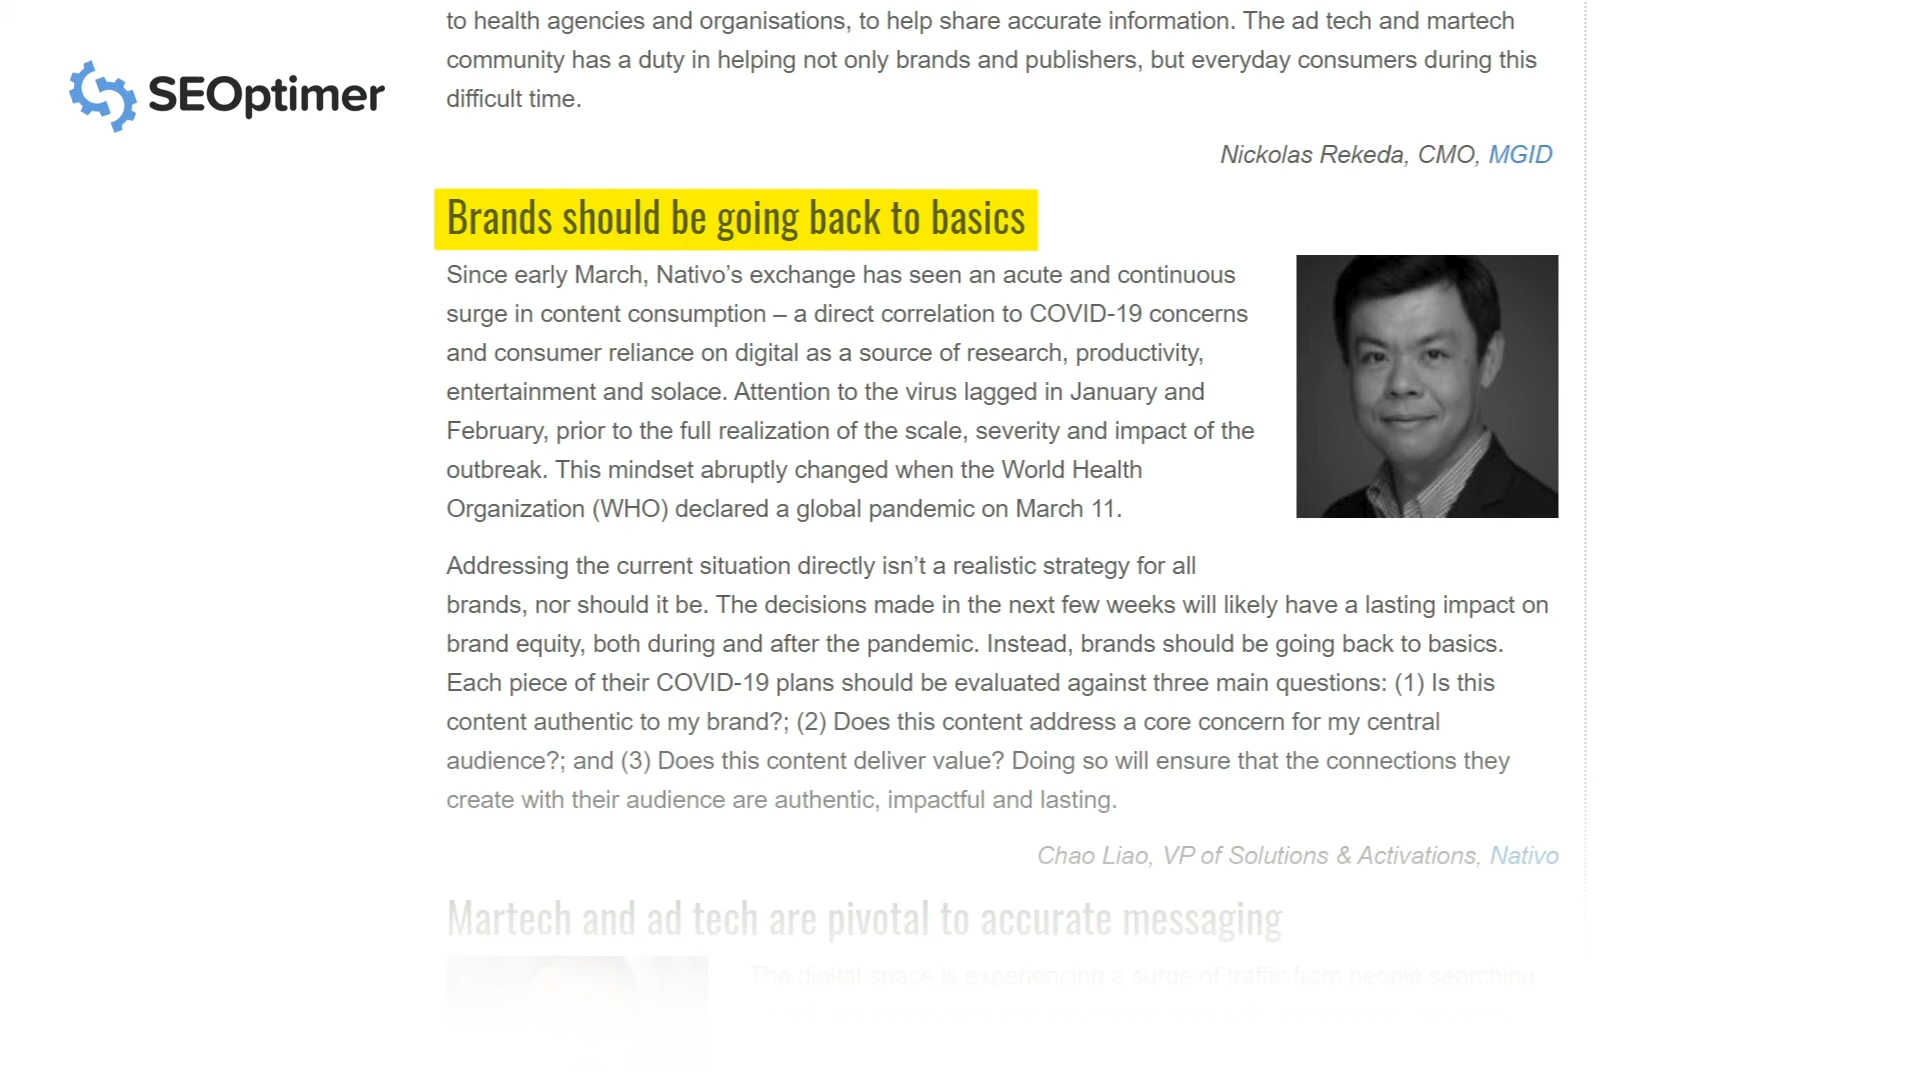 to health agencies and organisations, to help share accurate information. The ad tech and martech
community has a duty in helping not only brands and publishers, but everyday consumers during this
difficult time.
SEOptimer
Nickolas Rekeda, CMO, MGID
Brands should be going back to basics
Since early March, Nativo’s exchange has seen an acute and continuous
surge in content consumption – a direct correlation to COVID-19 concerns
and consumer reliance on digital as a source of research, productivity,
entertainment and solace. Attention to the virus lagged in January and
February, prior to the full realization of the scale, severity and impact of the
outbreak. This mindset abruptly changed when the World Health
Organization (WHO) declared a global pandemic on March 11.
Addressing the current situation directly isn’t a realistic strategy for all
brands, nor should it be. The decisions made in the next few weeks will likely have a lasting impact on
brand equity, both during and after the pandemic. Instead, brands should be going back to basics.
Each piece of their COVID-19 plans should be evaluated against three main questions: (1) Is this
content authentic to my brand?; (2) Does this content address a core concern for my central
audience?; and (3) Does this content deliver value? Doing so will ensure that the connections they
create with their audience are authentic, impactful and lasting.
Chao Liao, VP of Solutions & Activations, Nativo
Martech and ad tech are pivotal to accurate messaging
The digital space is experiencing a surge of traffic from people searching